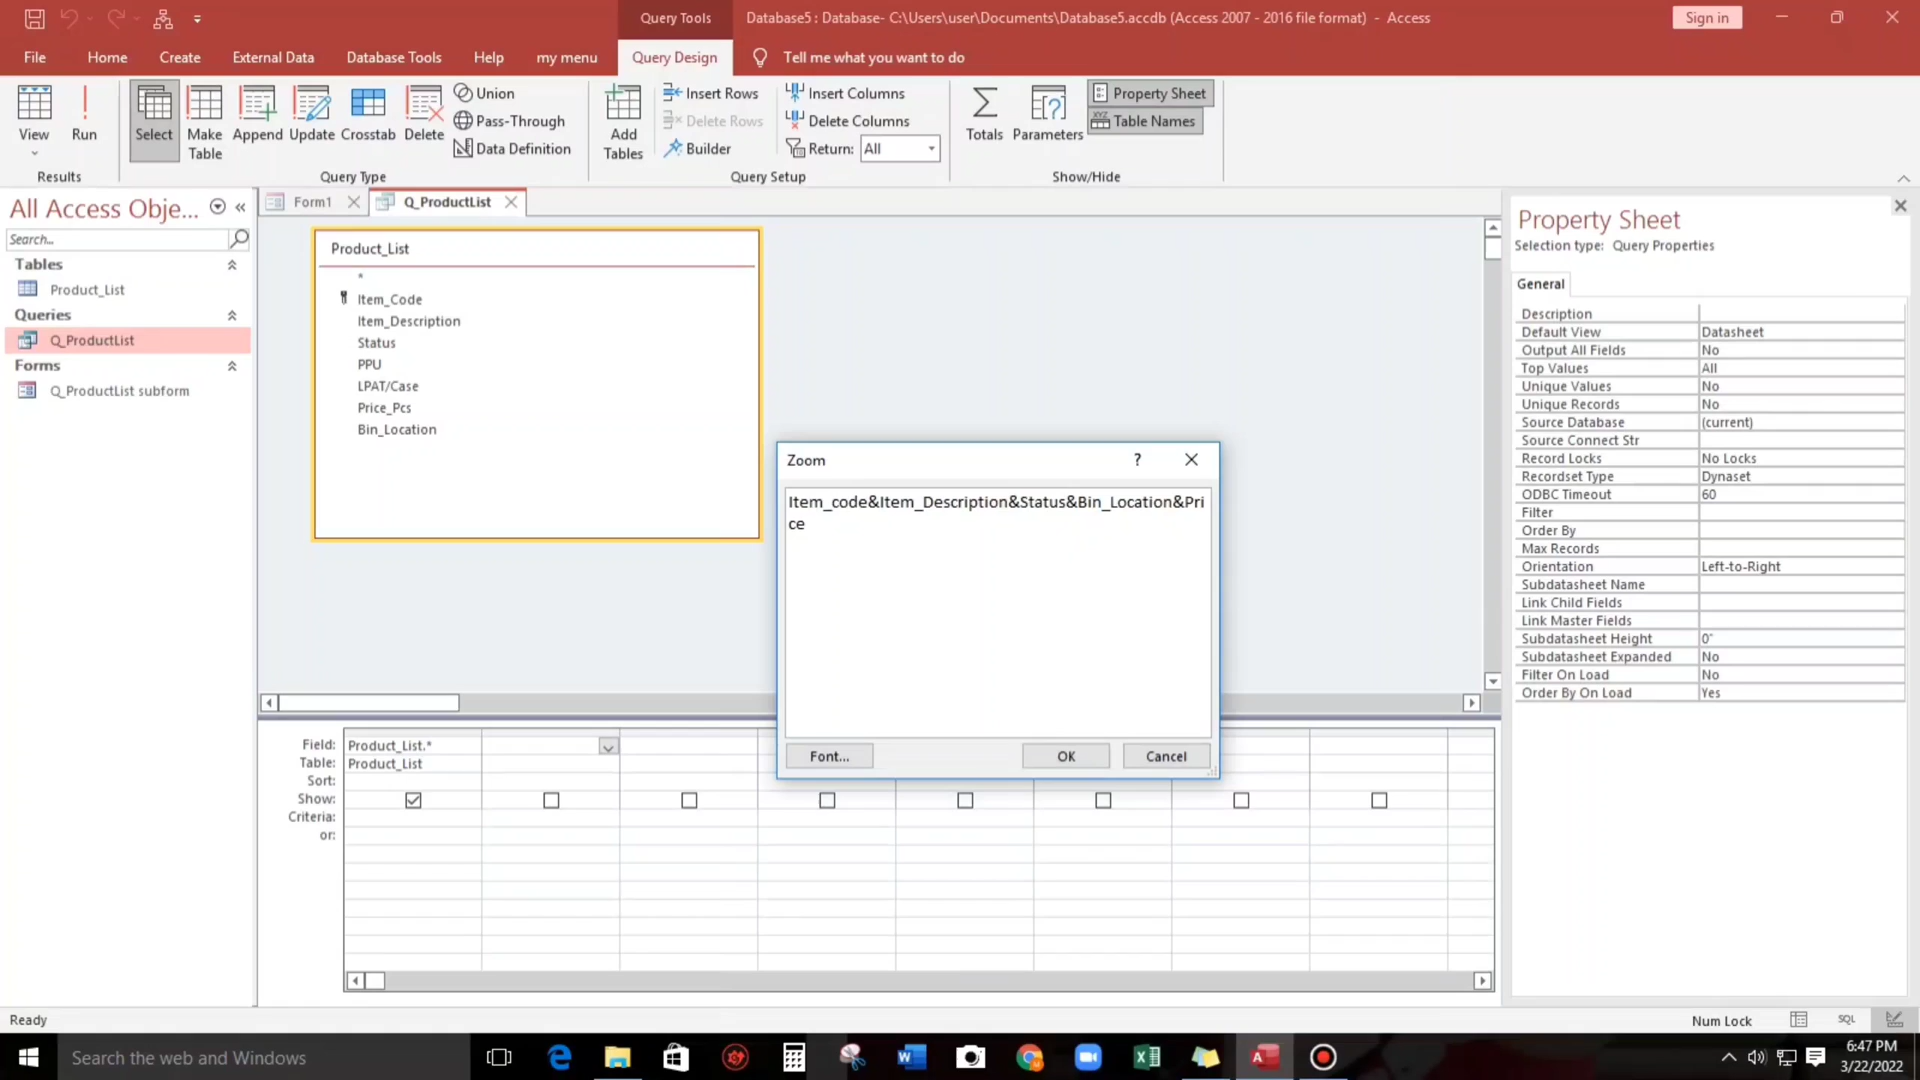 Query Tools
Database5 : Database- C:\Users\user\Documents\Database5.accdb (Access 2007 - 2016 file format) - Access
Sign in
File
Home
Create
External Data
Database Tools
Help
my menu
Query Design
Tell me what you want to do
View
Run
Select
Make
Table
Append
Update
Crosstab
Delete
Union
Pass-Through
Data Definition
Add
Tables
Insert Rows
Delete Rows
Builder
Insert Columns
Delete Columns
Return: All
Totals
Parameters
Property Sheet
XYZ
Table Names
Results
Query Type
Query Setup
Show/Hide
All Access Obje...
Search...
Tables
Product_List
Queries
Q_ProductList
Forms
Q_ProductList subform
Form1
Q_ProductList
Product_List
*
Item_Code
Item_Description
Status
PPU
LPAT/Case
Price_Pcs
Bin_Location
Zoom
?
Item_code&Item_Description&Status&Bin_Location&Pri
ce
Font...
OK
Cancel
Field: Product_List.*
Table: Product_List
Sort:
Show:
Criteria:
or:
Property Sheet
Selection type: Query Properties
General
Description
Default View Datasheet
Output All Fields No
Top Values All
Unique Values No
Unique Records No
Source Database (current)
Source Connect Str
Record Locks No Locks
Recordset Type Dynaset
ODBC Timeout 60
Filter
Order By
Max Records
Orientation Left-to-Right
Subdatasheet Name
Link Child Fields
Link Master Fields
Subdatasheet Height 0"
Subdatasheet Expanded No
Filter On Load No
Order By On Load Yes
Ready
Num Lock
SQL
Search the web and Windows
6:47 PM
3/22/2022